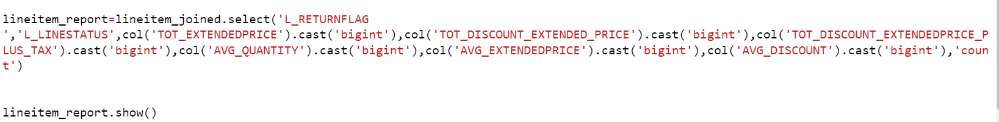 lineitem_report=lineitem_joined.select('L_RETURNFLAG
','L_LINESTATUS',col('TOT_EXTENDEDPRICE').cast('bigint'),col('TOT_DISCOUNT_EXTENDED_PRICE').cast('bigint'),col('TOT_DISCOUNT_EXTENDEDPRICE_P
LUS_TAX').cast('bigint'),col('AVG_QUANTITY').cast('bigint'),col('AVG_EXTENDEDPRICE').cast('bigint'),col('AVG_DISCOUNT').cast('bigint'),'coun
t')
lineitem_report.show()